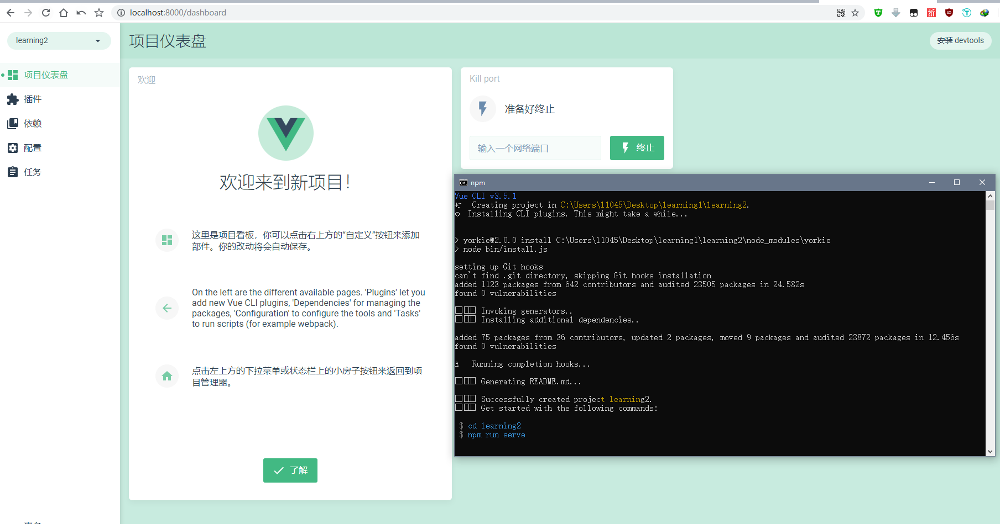 localhost:8000/dashboard
learning2
项目仪表盘
安装 devtools
项目仪表盘
插件
依赖
配置
任务
欢迎
欢迎来到新项目！
这里是项目看板，你可以点击右上方的“自定义”按钮来添加
部件。你的改动将会自动保存。
On the left are the different available pages. 'Plugins' let you
add new Vue CLI plugins, 'Dependencies' for managing the
packages, 'Configuration' to configure the tools and 'Tasks'
to run scripts (for example webpack).
点击左上方的下拉菜单或状态栏上的小房子按钮来返回到项
目管理器。
了解
Kill port
准备好终止
输入一个网络端口
终止
npm
Vue CLI v3.5.1
Creating project in C:\Users\11045\Desktop\learning1\learning2.
Installing CLI plugins. This might take a while...
> yorkie@2.0.0 install C:\Users\11045\Desktop\learning1\learning2\node_modules\yorkie
> node bin/install.js
setting up Git hooks
can't find .git directory, skipping Git hooks installation
added 1123 packages from 642 contributors and audited 23505 packages in 24.582s
found 0 vulnerabilities
Invoking generators..
Installing additional dependencies..
added 75 packages from 36 contributors, updated 2 packages, moved 9 packages and audited 23872 packages in 12.456s
found 0 vulnerabilities
Running completion hooks...
Generating README.md...
Successfully created project learning2.
Get started with the following commands:
$ cd learning2
$ npm run serve